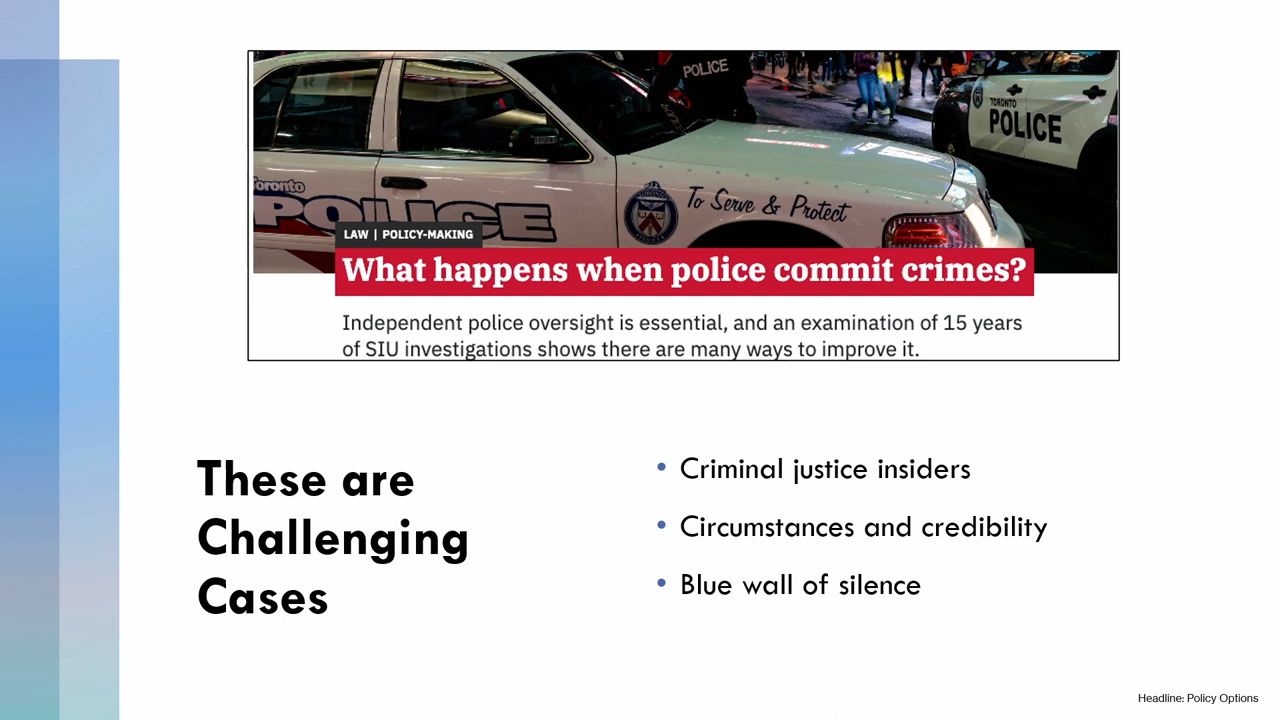 POLICE
TORONTO
POLICE
Toronto
POLICE
TORONTO
POLICE
To Serve & Protect
LAW | POLICY-MAKING
What happens when police commit crimes?
Independent police oversight is essential, and an examination of 15 years
of SIU investigations shows there are many ways to improve it.
These are
Challenging
Cases
• Criminal justice insiders
• Circumstances and credibility
• Blue wall of silence
Headline: Policy Options